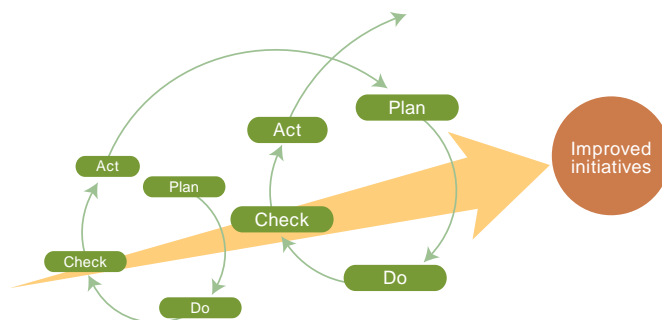 Plan
Do
Check
Act
Plan
Do
Check
Act
Improved
initiatives